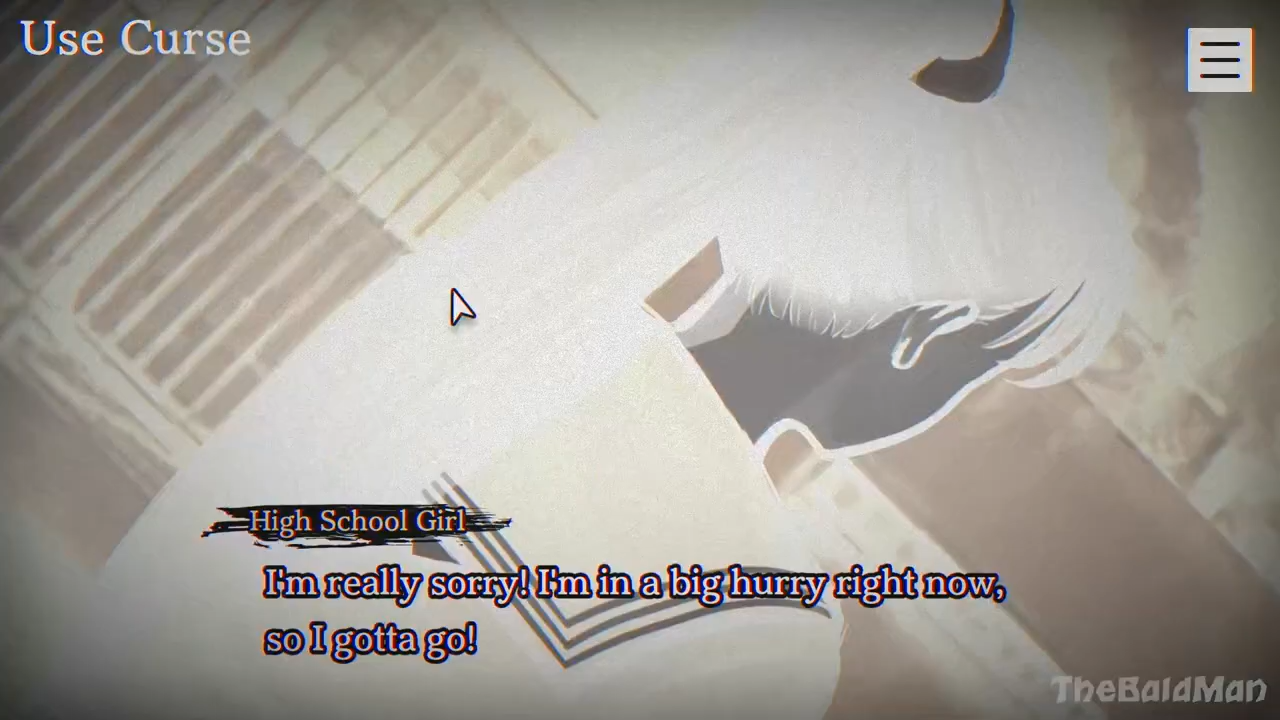 Use Curse
High School Girl
I'm really sorry! I'm in a big hurry right now,
so I gotta go!
TheBaldMan